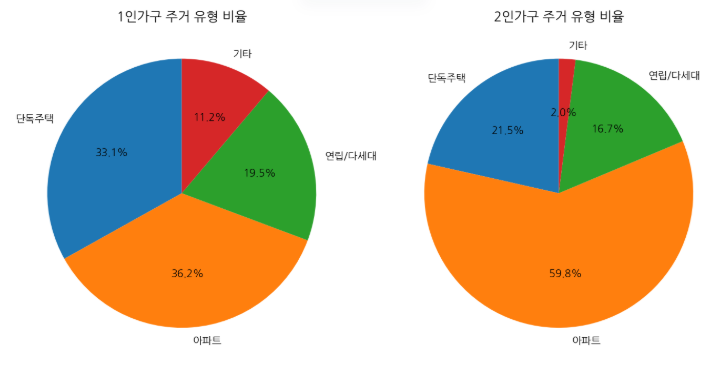 1인가구 주거 유형 비율
기타
단독주택
11.2%
33.1%
19.5%
연립/다세대
36.2%
아파트
2인가구 주거 유형 비율
기타
단독주택
연립/다세대
2.0%
21.5%
16.7%
59.8%
아파트